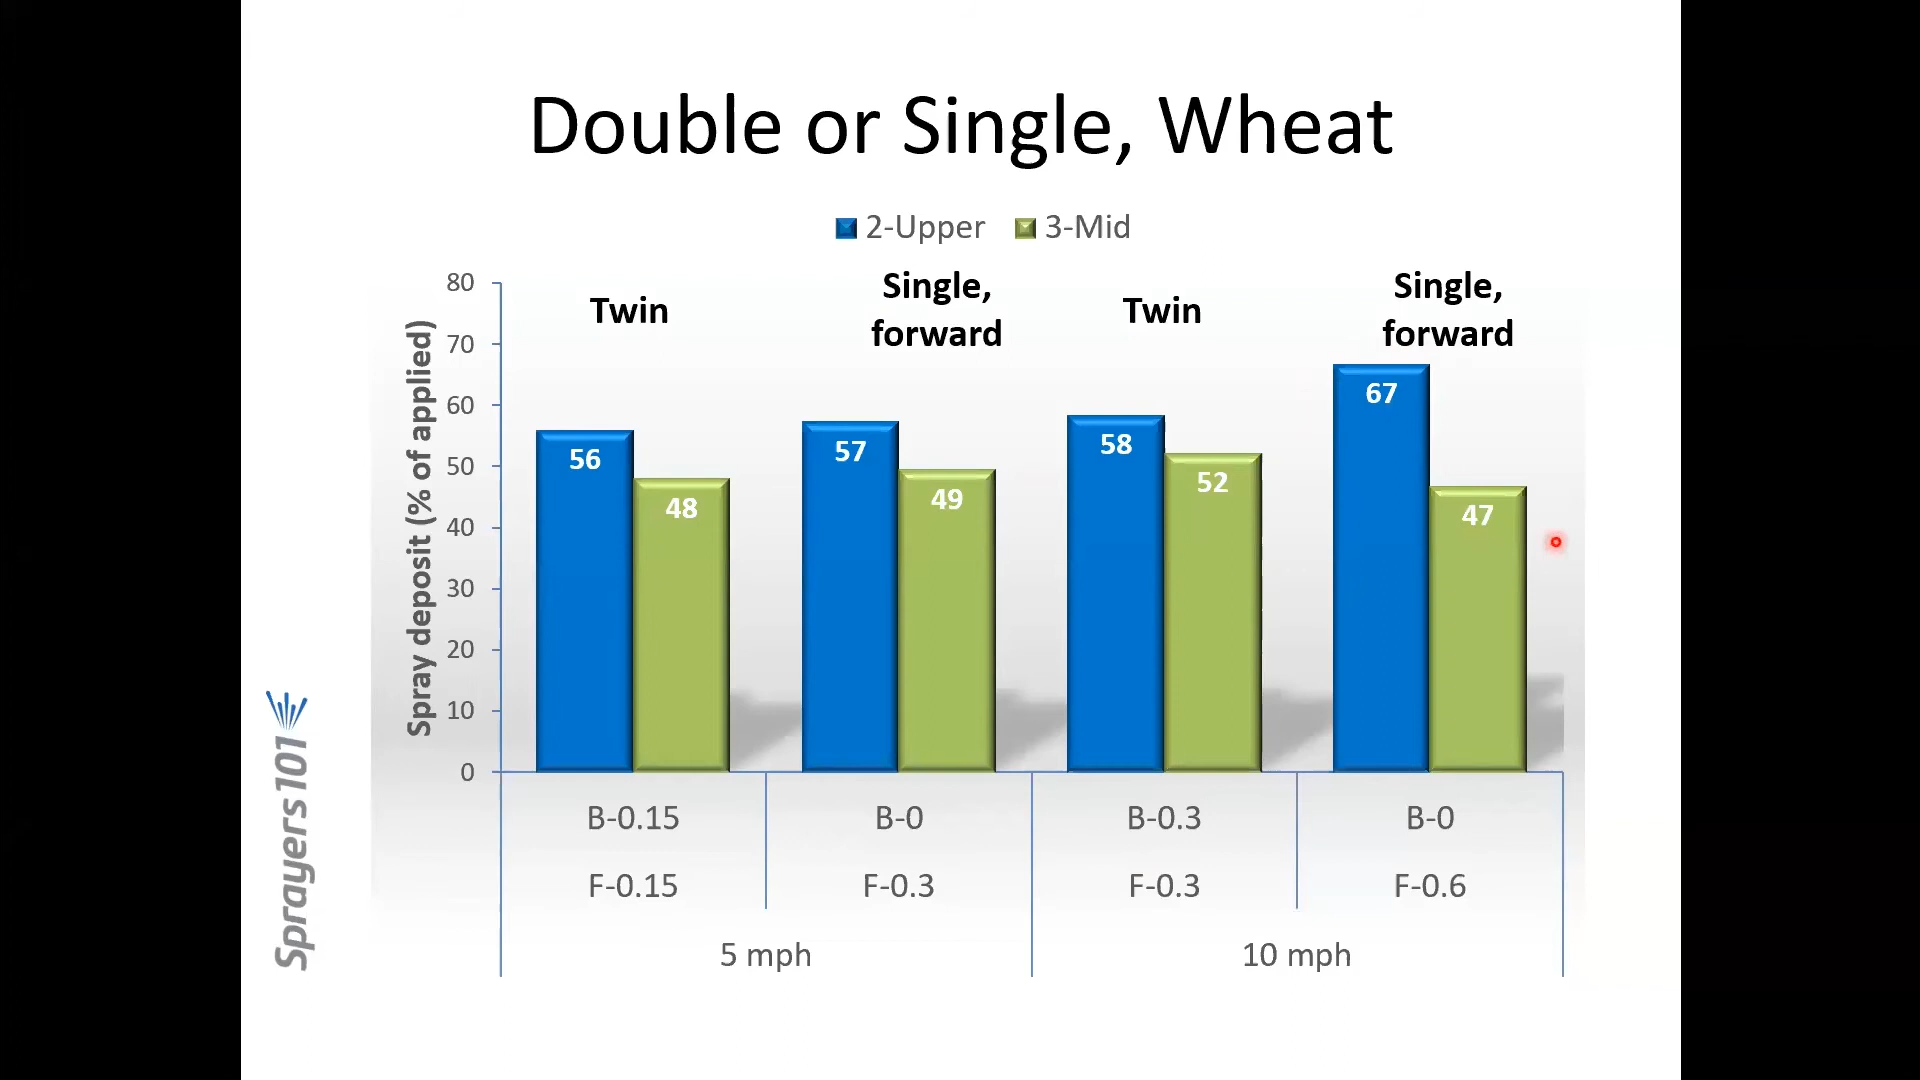 Double or Single, Wheat
2-Upper 3-Mid
Twin
Single,
forward
Twin
Single,
forward
Spray deposit (% of applied)
80
70
60
50
40
30
20
10
0
56
48
57
49
58
52
67
47
B-0.15 B-0 B-0.3 B-0
F-0.15 F-0.3 F-0.3 F-0.6
5 mph 10 mph
Sprayers101